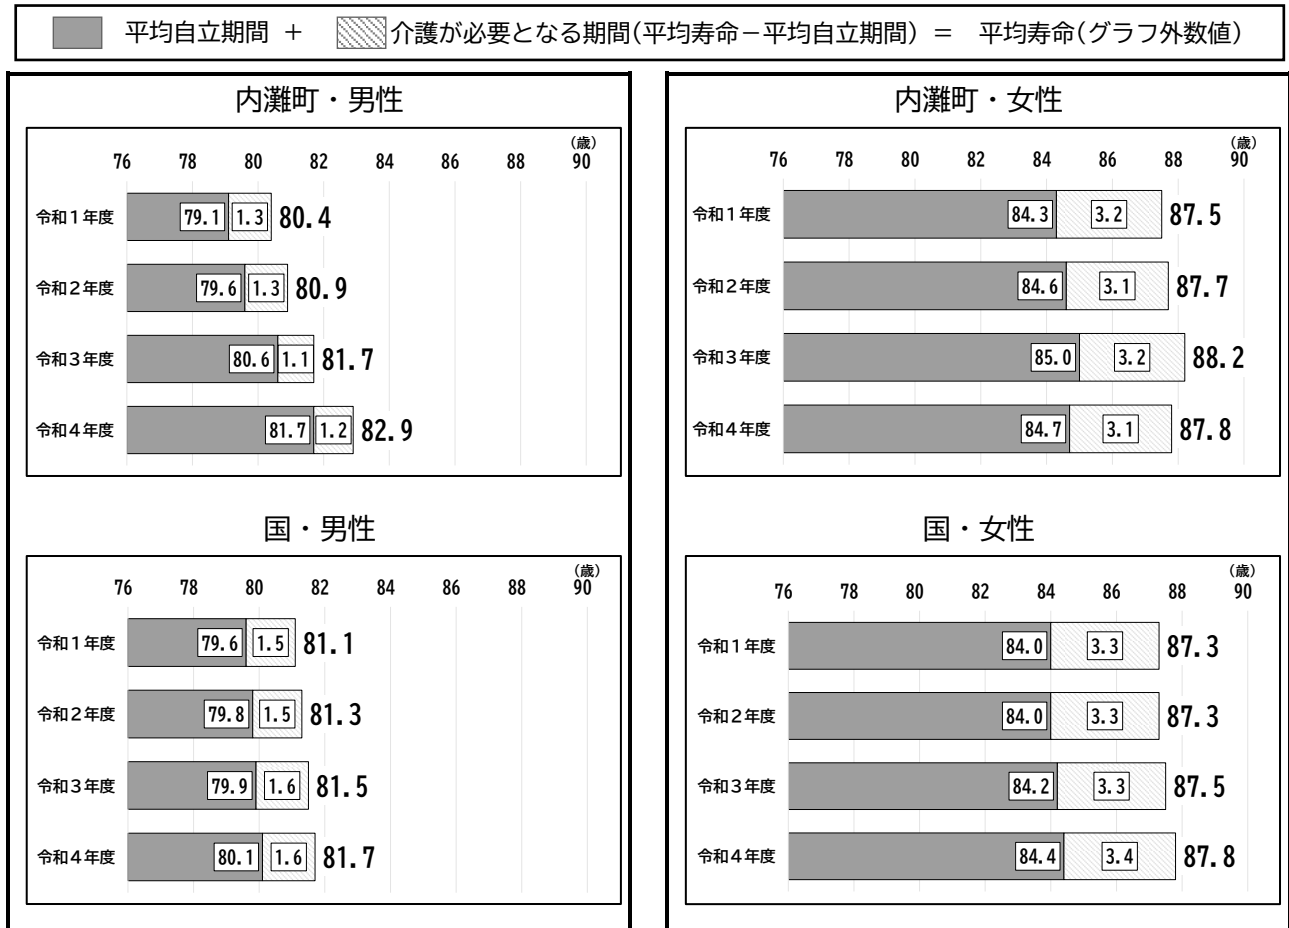 平均自立期間 + 介護が必要となる期間(平均寿命−平均自立期間) = 平均寿命(グラフ外数値)
内灘町・男性
(歳)
76 78 80 82 84 86 88 90
令和1年度 79.1 1.3 80.4
令和2年度 79.6 1.3 80.9
令和3年度 80.6 1.1 81.7
令和4年度 81.7 1.2 82.9
内灘町・女性
(歳)
76 78 80 82 84 86 88 90
令和1年度 84.3 3.2 87.5
令和2年度 84.6 3.1 87.7
令和3年度 85.0 3.2 88.2
令和4年度 84.7 3.1 87.8
国・男性
(歳)
76 78 80 82 84 86 88 90
令和1年度 79.6 1.5 81.1
令和2年度 79.8 1.5 81.3
令和3年度 79.9 1.6 81.5
令和4年度 80.1 1.6 81.7
国・女性
(歳)
76 78 80 82 84 86 88 90
令和1年度 84.0 3.3 87.3
令和2年度 84.0 3.3 87.3
令和3年度 84.2 3.3 87.5
令和4年度 84.4 3.4 87.8